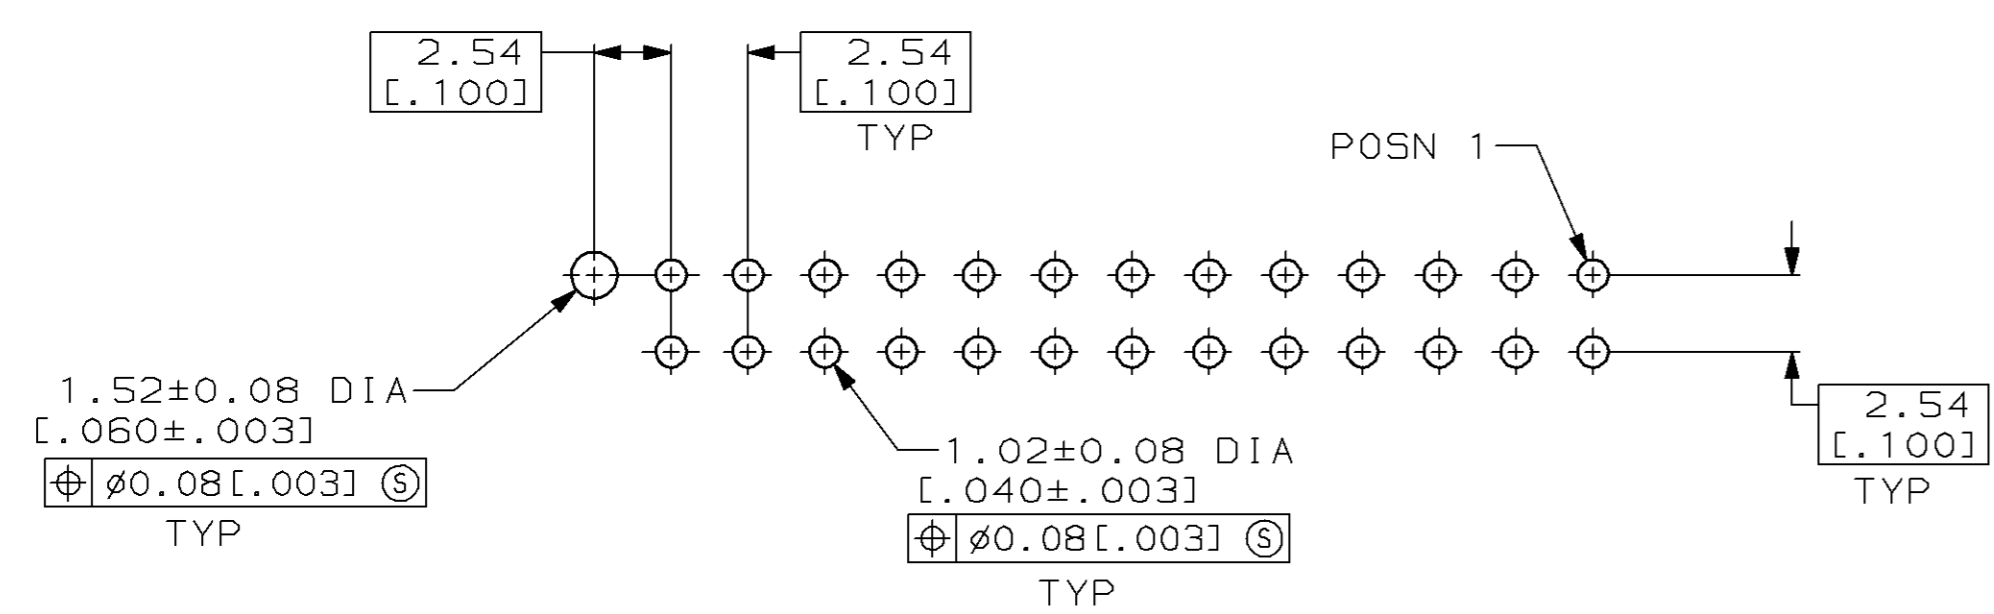 2.54
[.100]
2.54
[.100]
TYP
POSN 1
1.52±0.08 DIA
[.060±.003]
⌖ ⌀0.08[.003] Ⓢ
TYP
1.02±0.08 DIA
[.040±.003]
⌖ ⌀0.08[.003] Ⓢ
TYP
2.54
[.100]
TYP